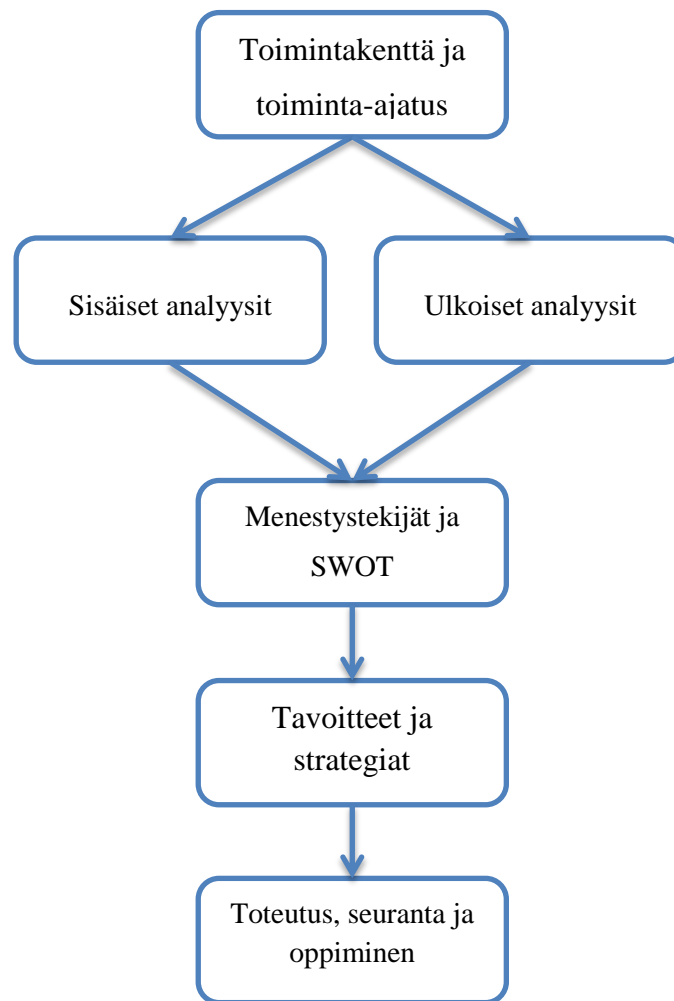 Toimintakenttä ja
toiminta-ajatus
Sisäiset analyysit
Ulkoiset analyysit
Menestystekijät ja
SWOT
Tavoitteet ja
strategiat
Toteutus, seuranta ja
oppiminen